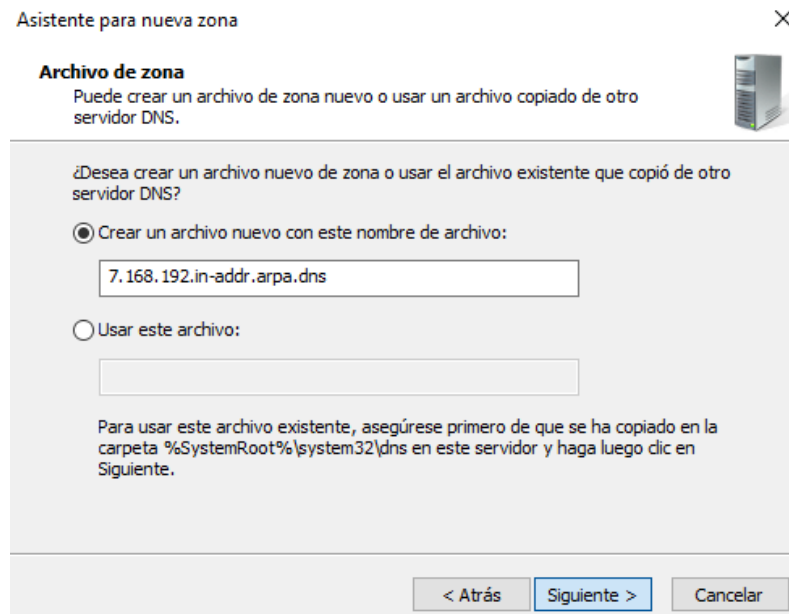 Asistente para nueva zona
Archivo de zona
Puede crear un archivo de zona nuevo o usar un archivo copiado de otro
servidor DNS.
¿Desea crear un archivo nuevo de zona o usar el archivo existente que copió de otro
servidor DNS?
Crear un archivo nuevo con este nombre de archivo:
7.168.192.in-addr.arpa.dns
Usar este archivo:
Para usar este archivo existente, asegúrese primero de que se ha copiado en la
carpeta %SystemRoot%\system32\dns en este servidor y haga luego clic en
Siguiente.
< Atrás
Siguiente >
Cancelar